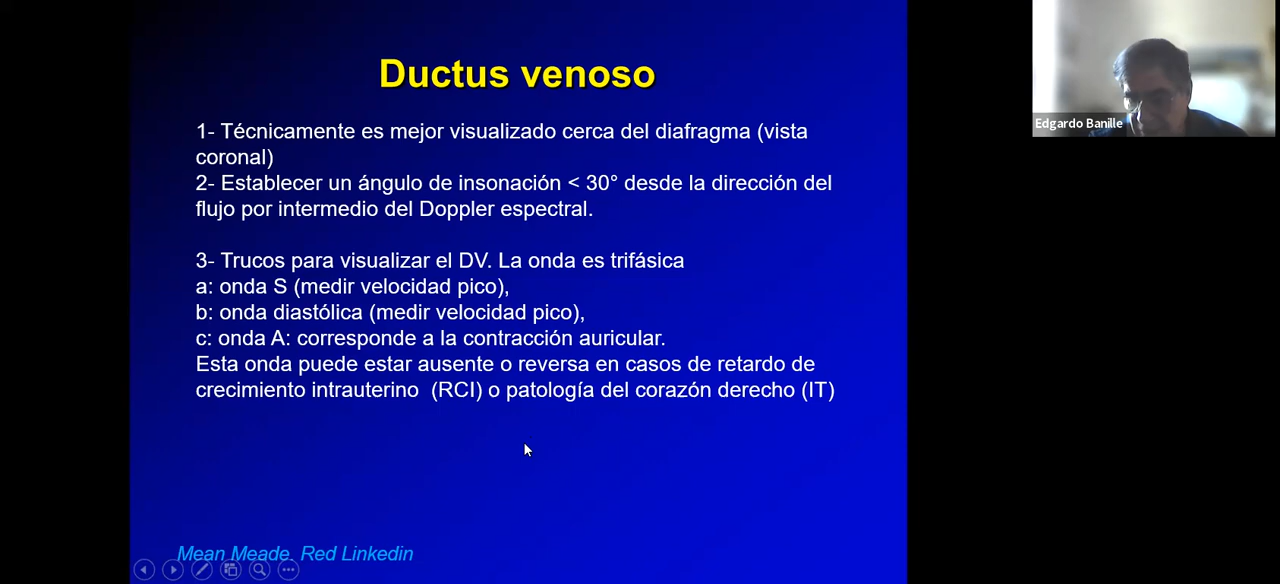 Ductus venoso
1- Técnicamente es mejor visualizado cerca del diafragma (vista
coronal)
2- Establecer un ángulo de insonación < 30° desde la dirección del
flujo por intermedio del Doppler espectral.
3- Trucos para visualizar el DV. La onda es trifásica
a: onda S (medir velocidad pico),
b: onda diastólica (medir velocidad pico),
c: onda A: corresponde a la contracción auricular.
Esta onda puede estar ausente o reversa en casos de retardo de
crecimiento intrauterino  (RCI) o patología del corazón derecho (IT)
Mean Meade. Red Linkedin
Edgardo Banille